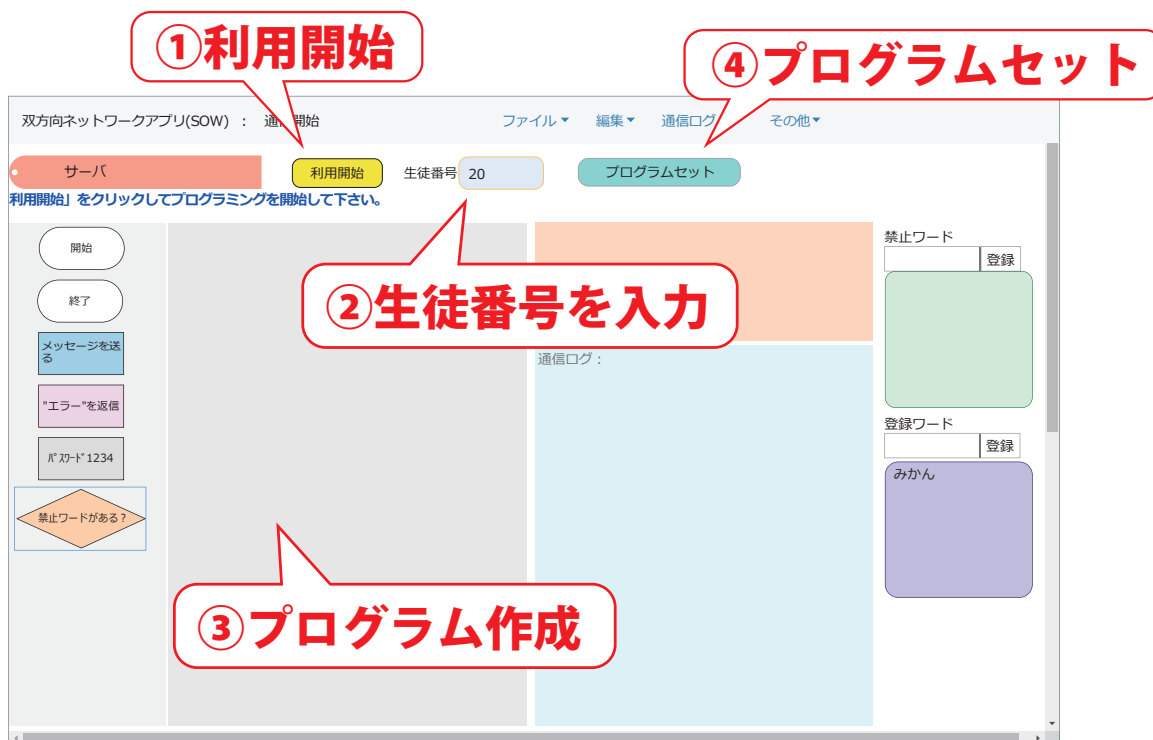 ①利用開始
④プログラムセット
双方向ネットワークアプリ(SOW) : 通信開始
ファイル▼ 編集▼ 通信ログ その他▼
サーバ
利用開始
生徒番号 20
プログラムセット
利用開始」をクリックしてプログラミングを開始して下さい。
開始
終了
メッセージを送
る
"エラー"を返信
ﾊﾟｽﾜｰﾄﾞ1234
禁止ワードがある？
②生徒番号を入力
③プログラム作成
通信ログ：
禁止ワード
登録
登録ワード
登録
みかん